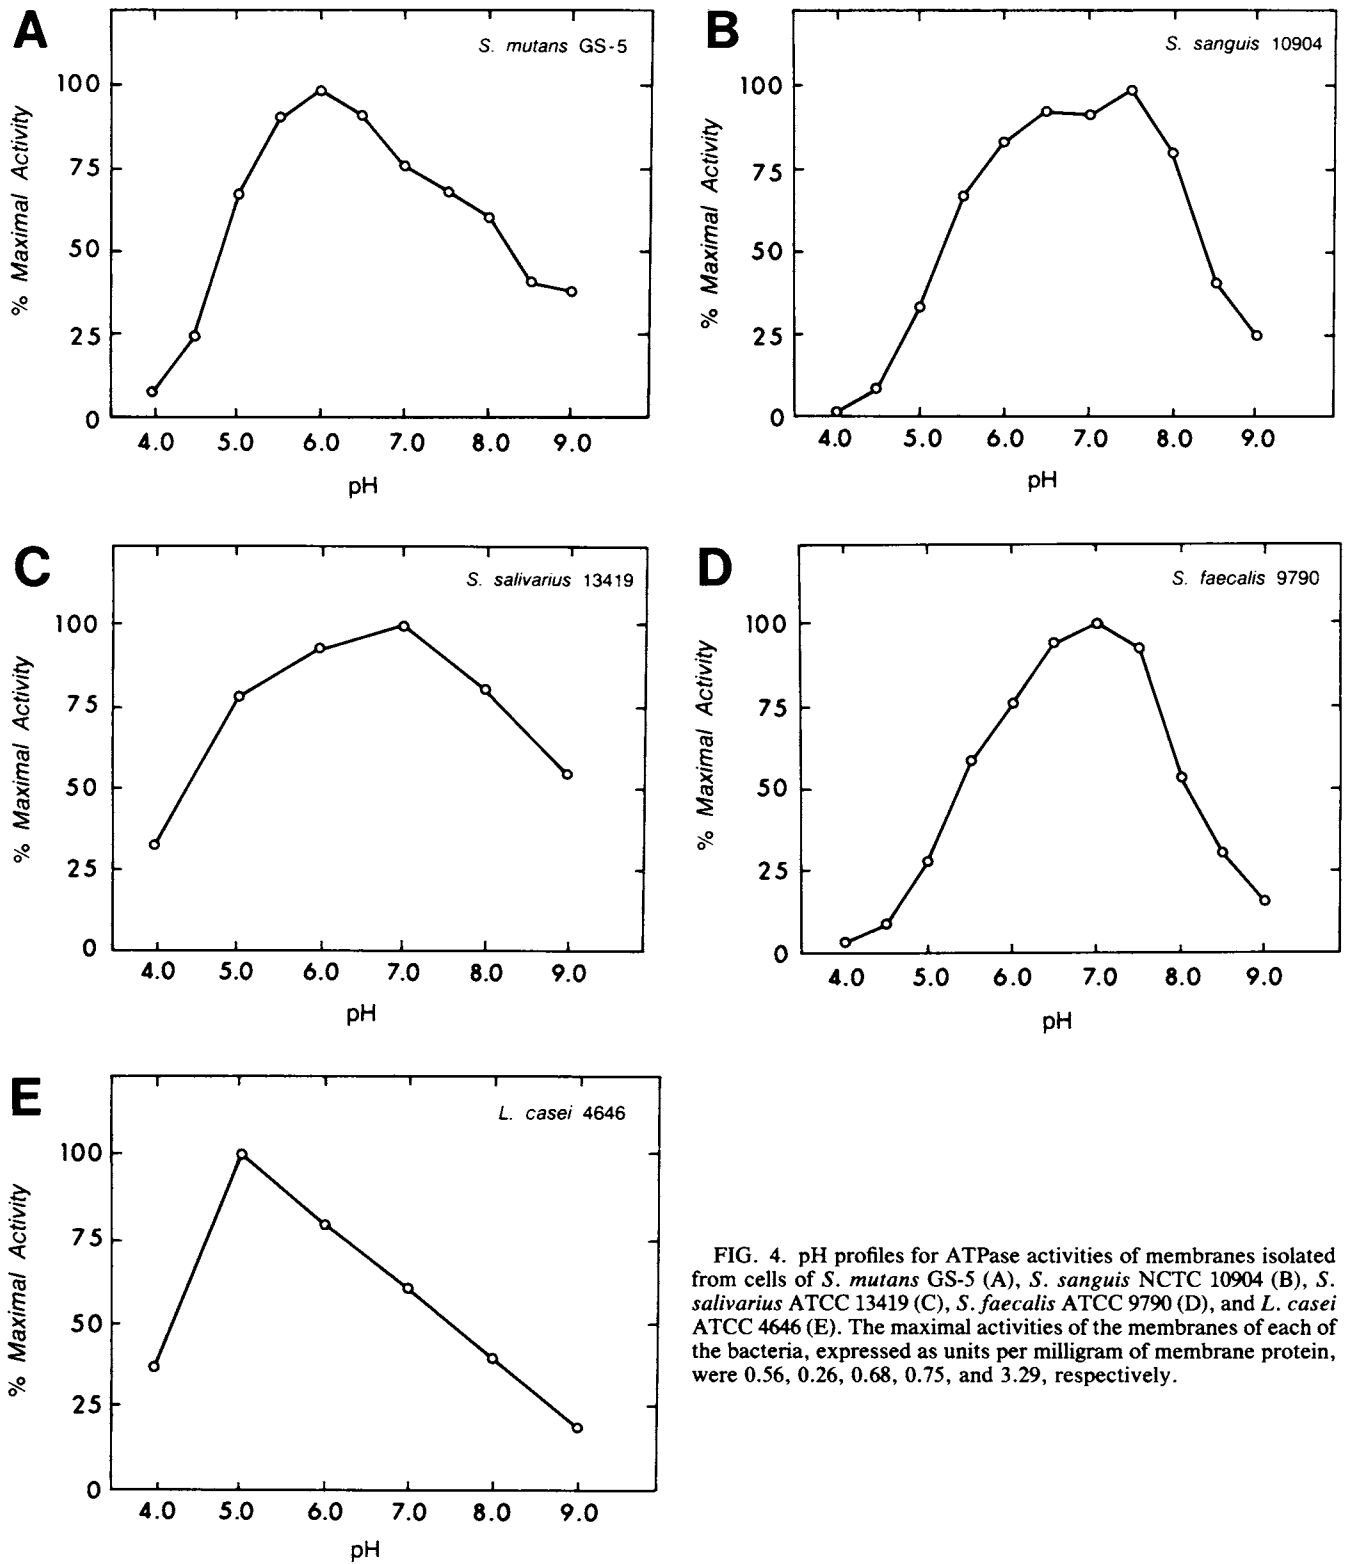 A
S. mutans GS-5
% Maximal Activity
100
75
50
25
0
4.0 5.0 6.0 7.0 8.0 9.0
pH
B
S. sanguis 10904
% Maximal Activity
100
75
50
25
0
4.0 5.0 6.0 7.0 8.0 9.0
pH
C
S. salivarius 13419
% Maximal Activity
100
75
50
25
0
4.0 5.0 6.0 7.0 8.0 9.0
pH
D
S. faecalis 9790
% Maximal Activity
100
75
50
25
0
4.0 5.0 6.0 7.0 8.0 9.0
pH
E
L. casei 4646
% Maximal Activity
100
75
50
25
0
4.0 5.0 6.0 7.0 8.0 9.0
pH
FIG. 4. pH profiles for ATPase activities of membranes isolated
from cells of S. mutans GS-5 (A), S. sanguis NCTC 10904 (B), S.
salivarius ATCC 13419 (C), S. faecalis ATCC 9790 (D), and L. casei
ATCC 4646 (E). The maximal activities of the membranes of each of
the bacteria, expressed as units per milligram of membrane protein,
were 0.56, 0.26, 0.68, 0.75, and 3.29, respectively.